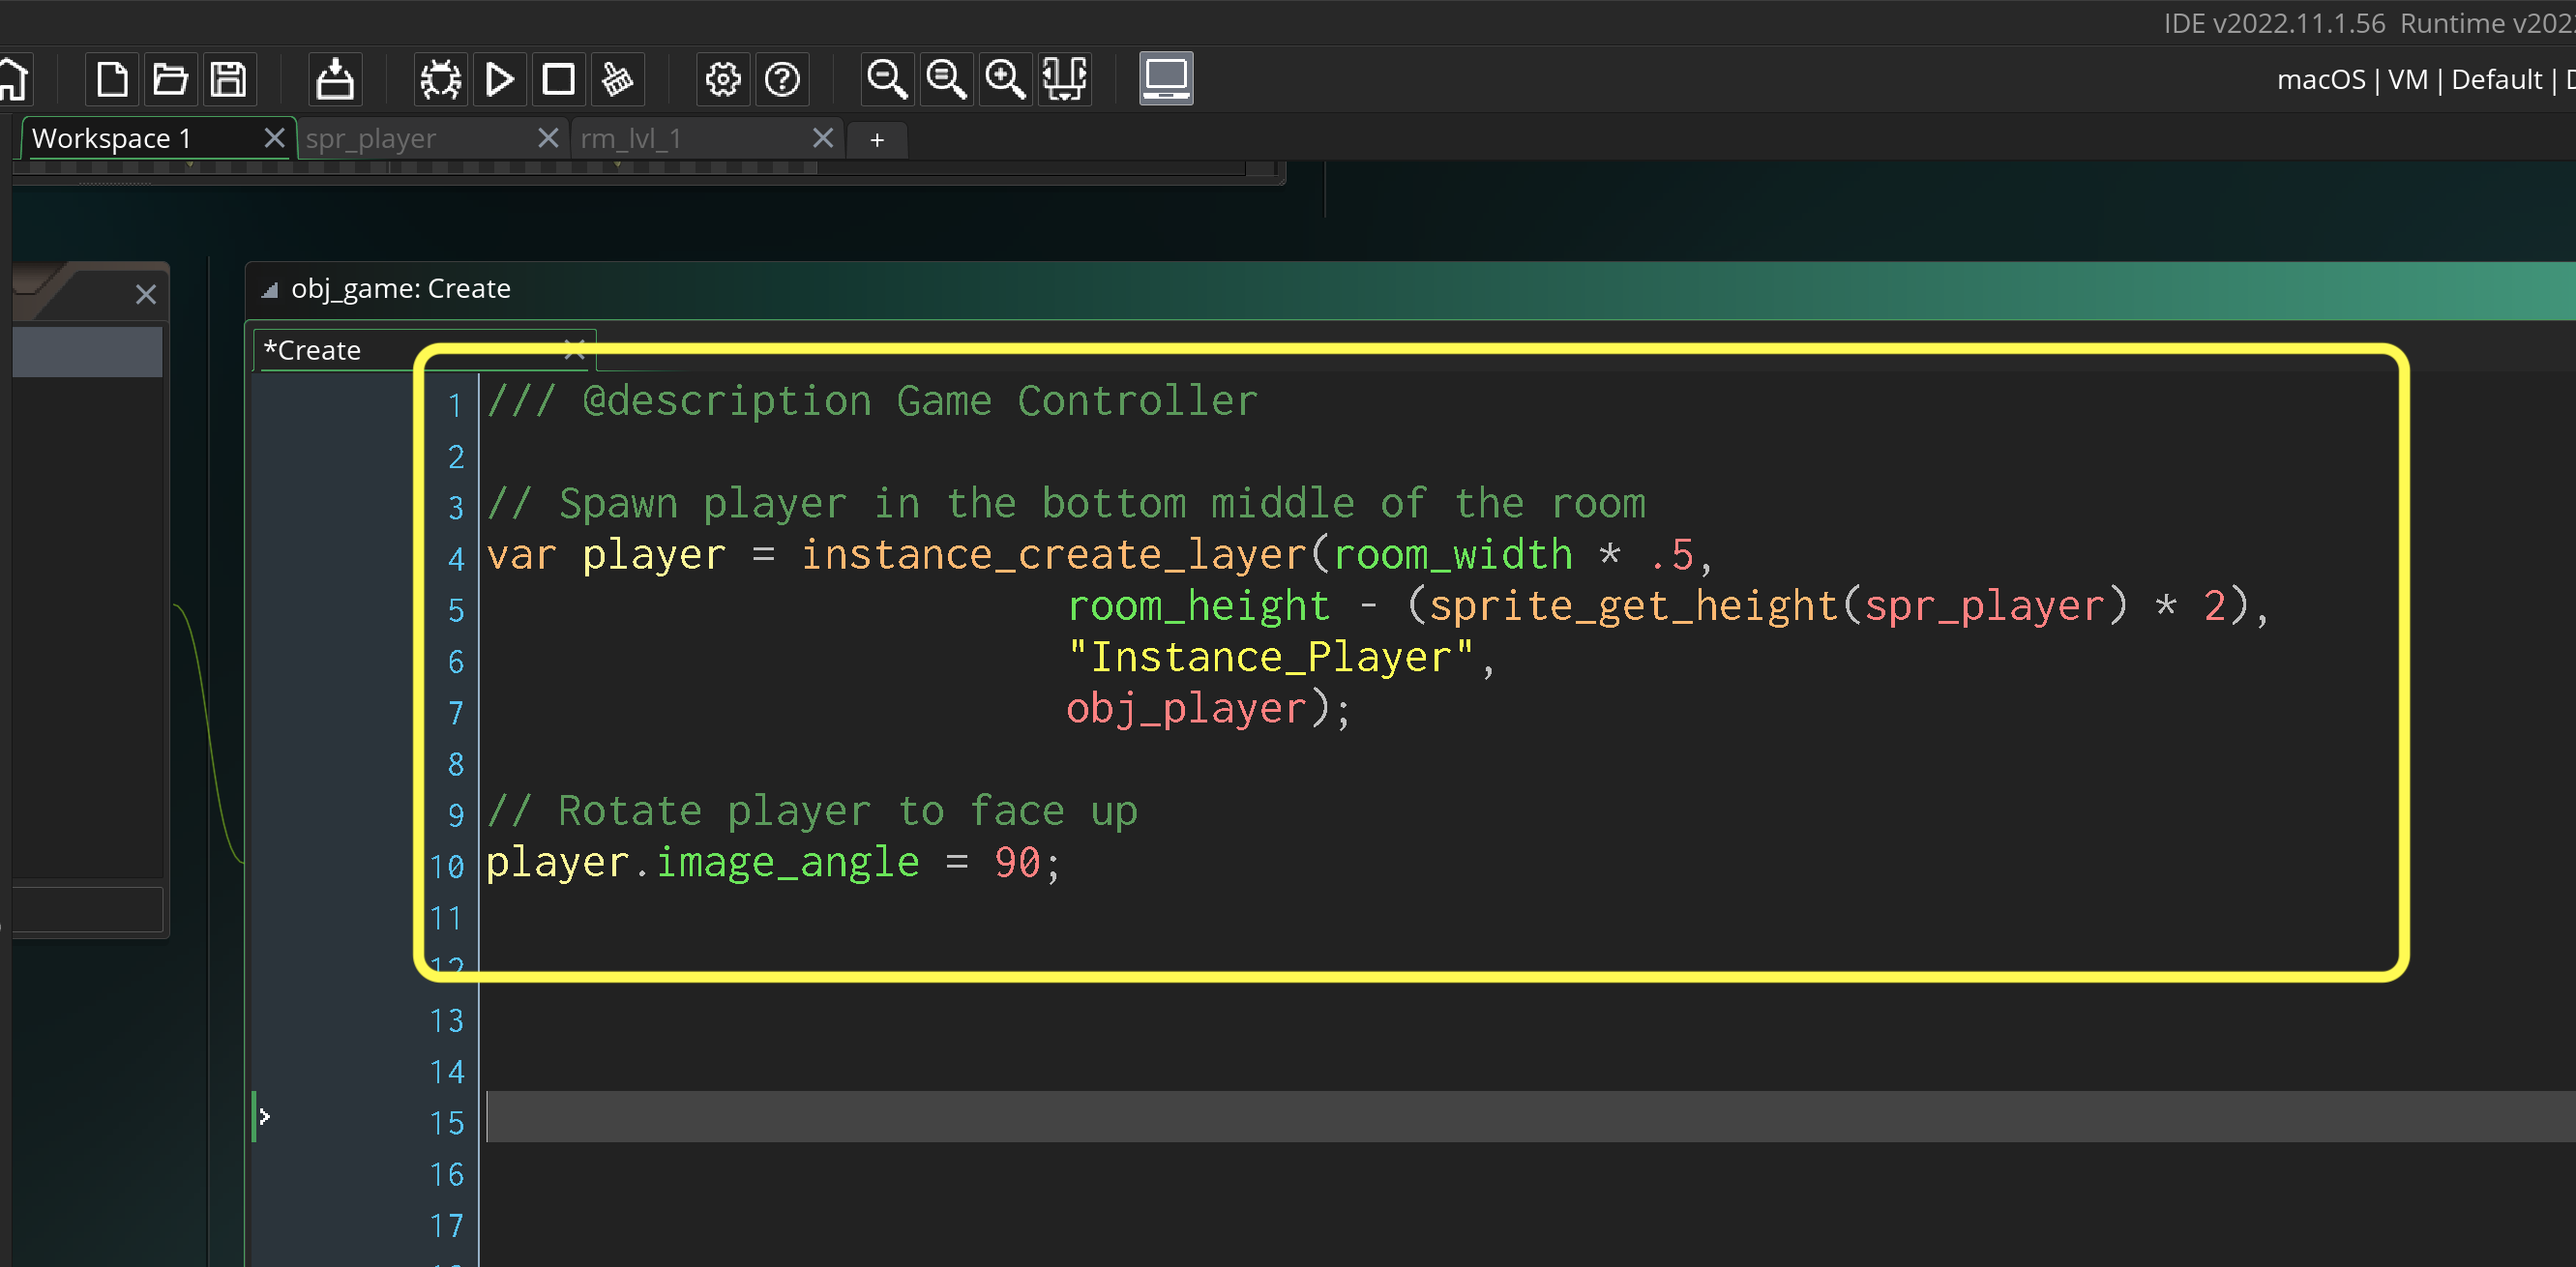 IDE v2022.11.1.56 Runtime v202
macOS | VM | Default |
Workspace 1
spr_player
rm_lvl_1
+
obj_game: Create
*Create
1 /// @description Game Controller
2
3 // Spawn player in the bottom middle of the room
4 var player = instance_create_layer(room_width * .5,
5 room_height - (sprite_get_height(spr_player) * 2),
6 "Instance_Player",
7 obj_player);
8
9 // Rotate player to face up
10 player.image_angle = 90;
11
12
13
14
15
16
17